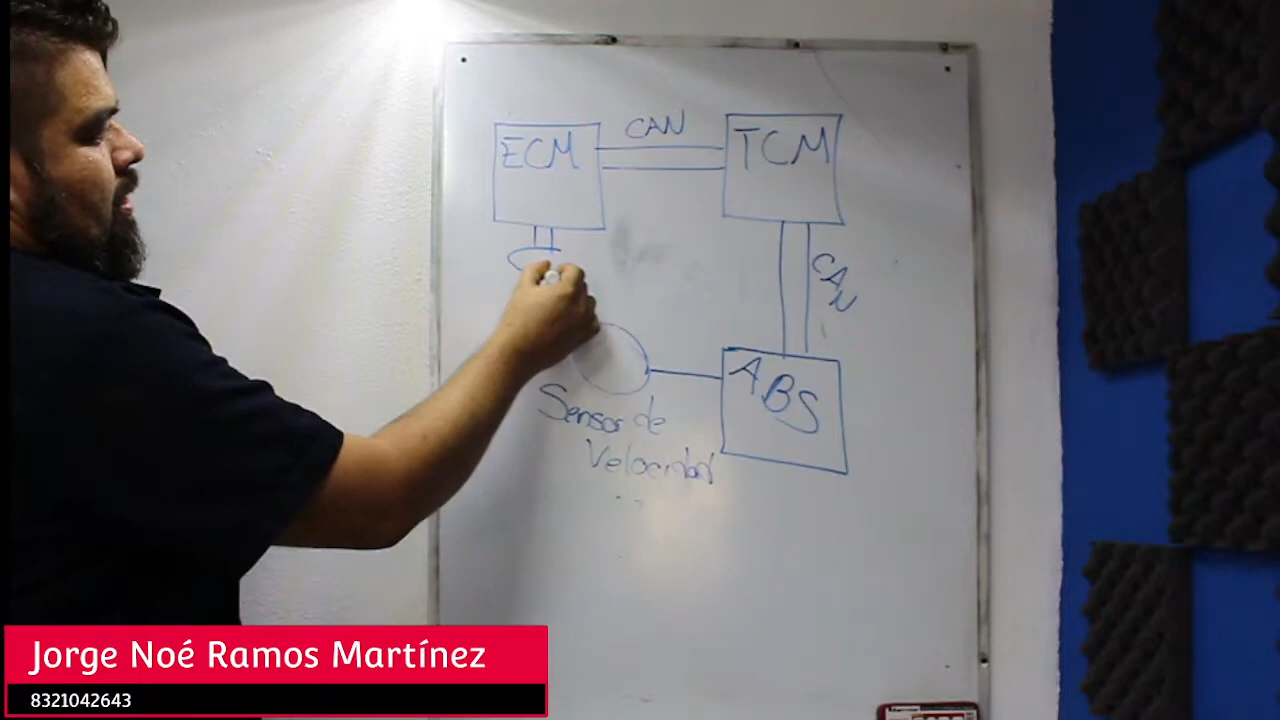 CAN
ECM
TCM
CAN
ABS
Sensor de
Velocidad
Jorge Noé Ramos Martínez
8321042643